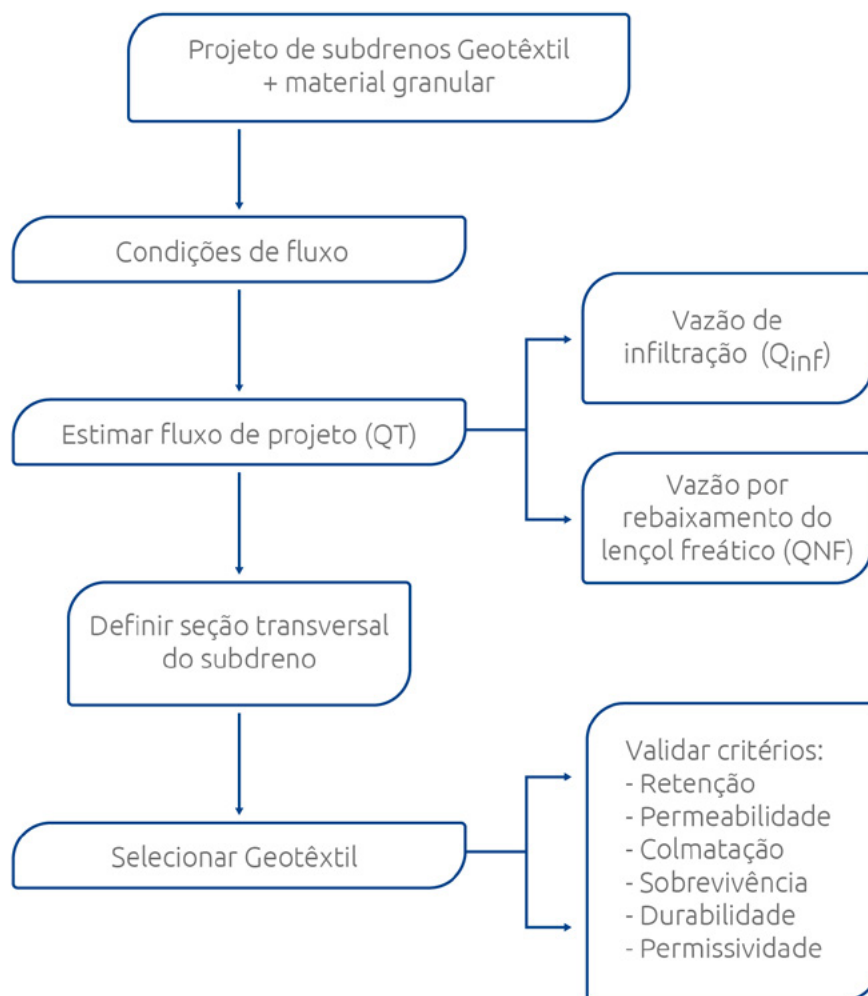 Projeto de subdrenos Geotêxtil
+ material granular
Condições de fluxo
Estimar fluxo de projeto (QT)
Vazão de
infiltração (Qinf)
Vazão por
rebaixamento do
lençol freático (QNF)
Definir seção transversal
do subdreno
Selecionar Geotêxtil
Validar critérios:
- Retenção
- Permeabilidade
- Colmatação
- Sobrevivência
- Durabilidade
- Permissividade